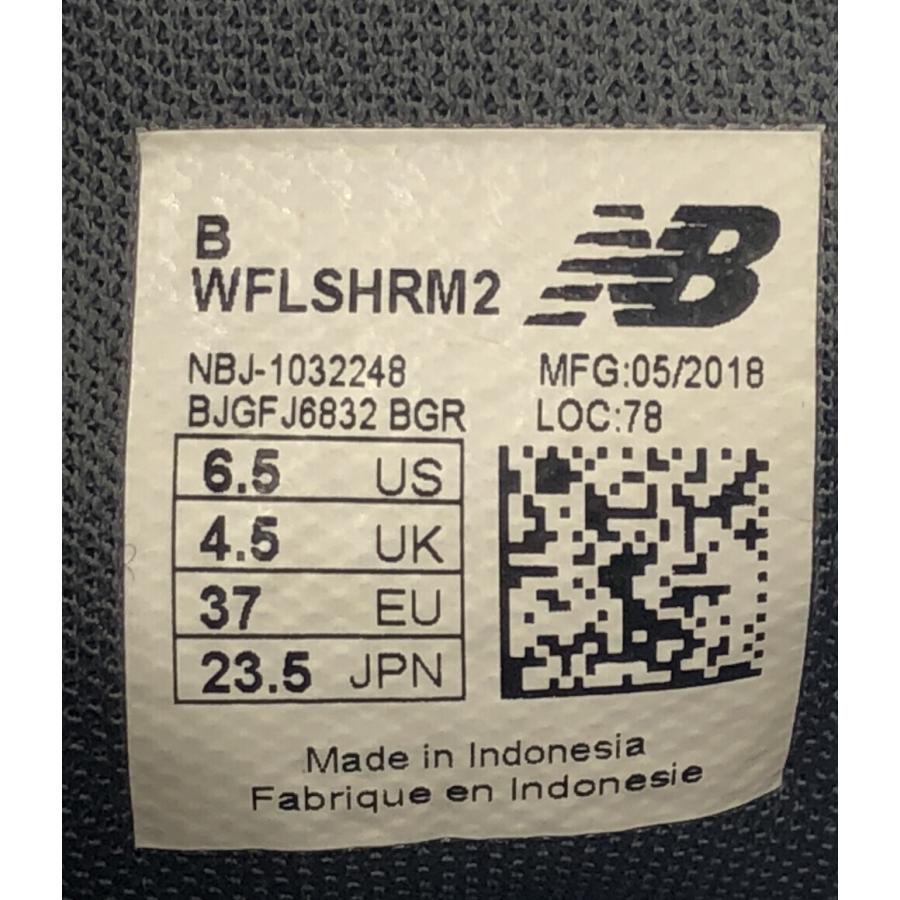 B
WFLSHRM2
NB
NBJ-1032248
BJGFJ6832 BGR
MFG:05/2018
LOC:78
6.5 US
4.5 UK
37 EU
23.5 JPN
Made in Indonesia
Fabrique en Indonesie